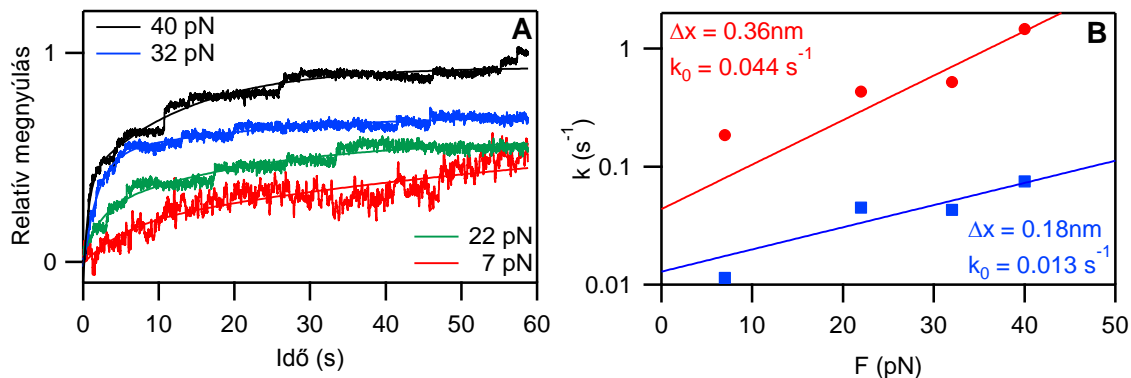 A
40 pN
32 pN
22 pN
7 pN
1
0
Relatív megnyúlás
0 10 20 30 40 50 60
Idő (s)
B
Δx = 0.36nm
k0 = 0.044 s-1
Δx = 0.18nm
k0 = 0.013 s-1
1
0.1
0.01
k (s-1)
0 10 20 30 40 50
F (pN)